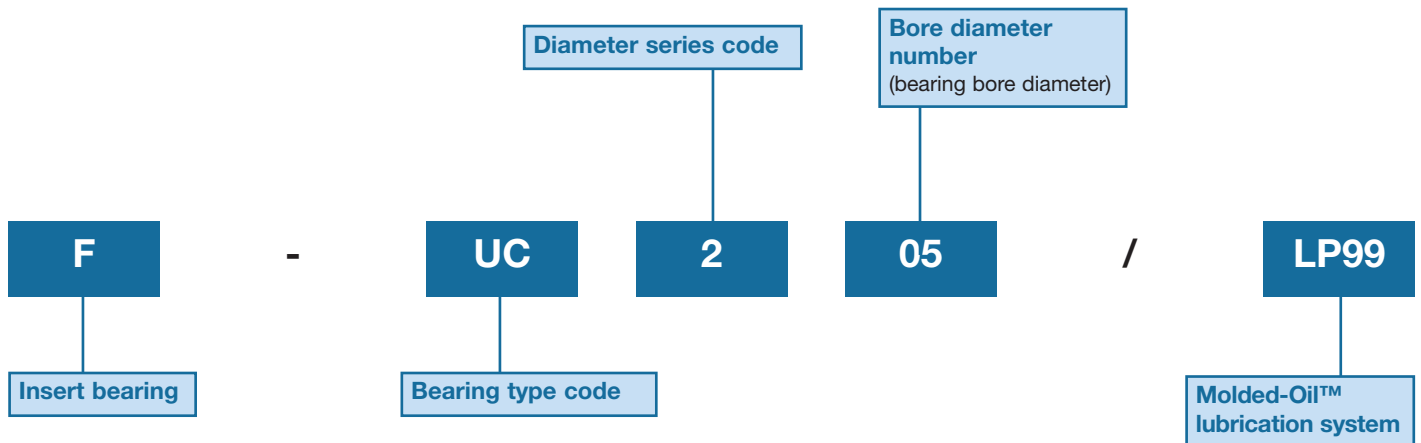 Diameter series code
Bore diameter
number
(bearing bore diameter)
F - UC 2 05 / LP99
Insert bearing
Bearing type code
Molded-Oil™
lubrication system